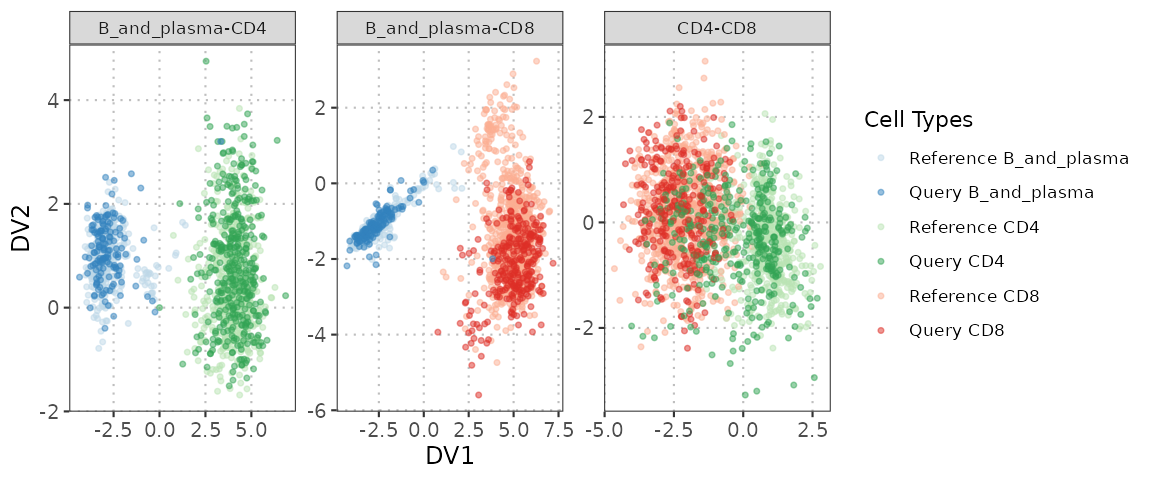 B_and_plasma-CD4
B_and_plasma-CD8
CD4-CD8
DV2
4
2
0
-2
2
0
-2
-4
-6
2
0
-2
-2.5 0.0 2.5 5.0
-2.5 0.0 2.5 5.0 7.5
-5.0 -2.5 0.0 2.5
DV1
Cell Types
Reference B_and_plasma
Query B_and_plasma
Reference CD4
Query CD4
Reference CD8
Query CD8